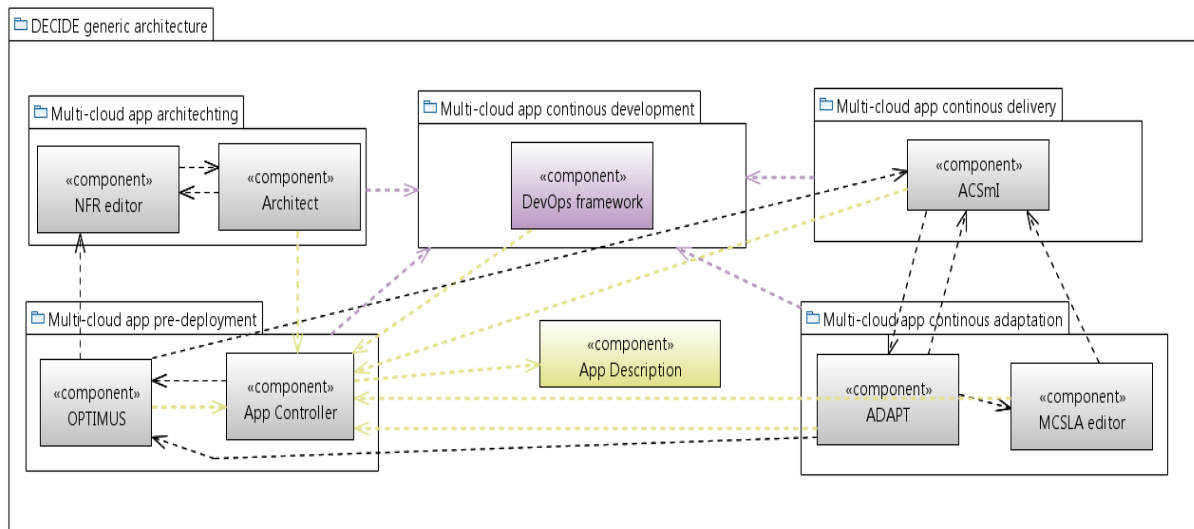 DECIDE generic architecture
Multi-cloud app architechting
«component»
NFR editor
«component»
Architect
Multi-cloud app continous development
«component»
DevOps framework
Multi-cloud app continous delivery
«component»
ACSmI
Multi-cloud app pre-deployment
«component»
OPTIMUS
«component»
App Controller
«component»
App Description
Multi-cloud app continous adaptation
«component»
ADAPT
«component»
MCSLA editor